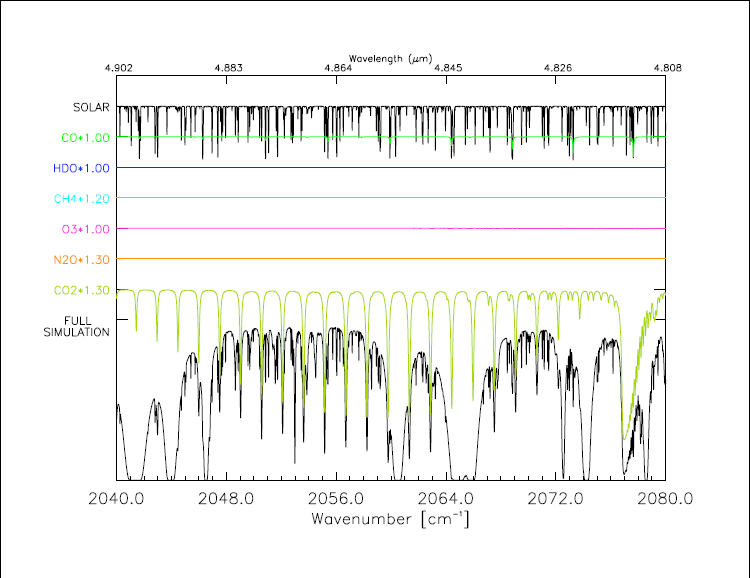 Wavelength (μm)
4.902 4.883 4.864 4.845 4.826 4.808
SOLAR
CO*1.00
HDO*1.00
CH4*1.20
O3*1.00
N2O*1.30
CO2*1.30
FULL
SIMULATION
2040.0 2048.0 2056.0 2064.0 2072.0 2080.0
Wavenumber [cm⁻¹]